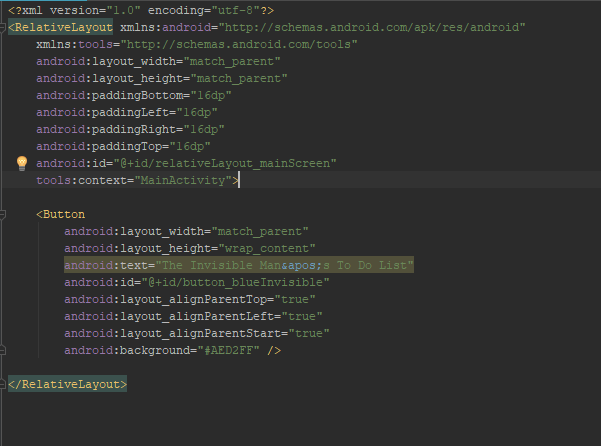 <?xml version="1.0" encoding="utf-8"?>
<RelativeLayout xmlns:android="http://schemas.android.com/apk/res/android"
    xmlns:tools="http://schemas.android.com/tools"
    android:layout_width="match_parent"
    android:layout_height="match_parent"
    android:paddingBottom="16dp"
    android:paddingLeft="16dp"
    android:paddingRight="16dp"
    android:paddingTop="16dp"
    android:id="@+id/relativeLayout_mainScreen"
    tools:context="MainActivity">

    <Button
        android:layout_width="match_parent"
        android:layout_height="wrap_content"
        android:text="The Invisible Man&apos;s To Do List"
        android:id="@+id/button_blueInvisible"
        android:layout_alignParentTop="true"
        android:layout_alignParentLeft="true"
        android:layout_alignParentStart="true"
        android:background="#AED2FF" />

</RelativeLayout>